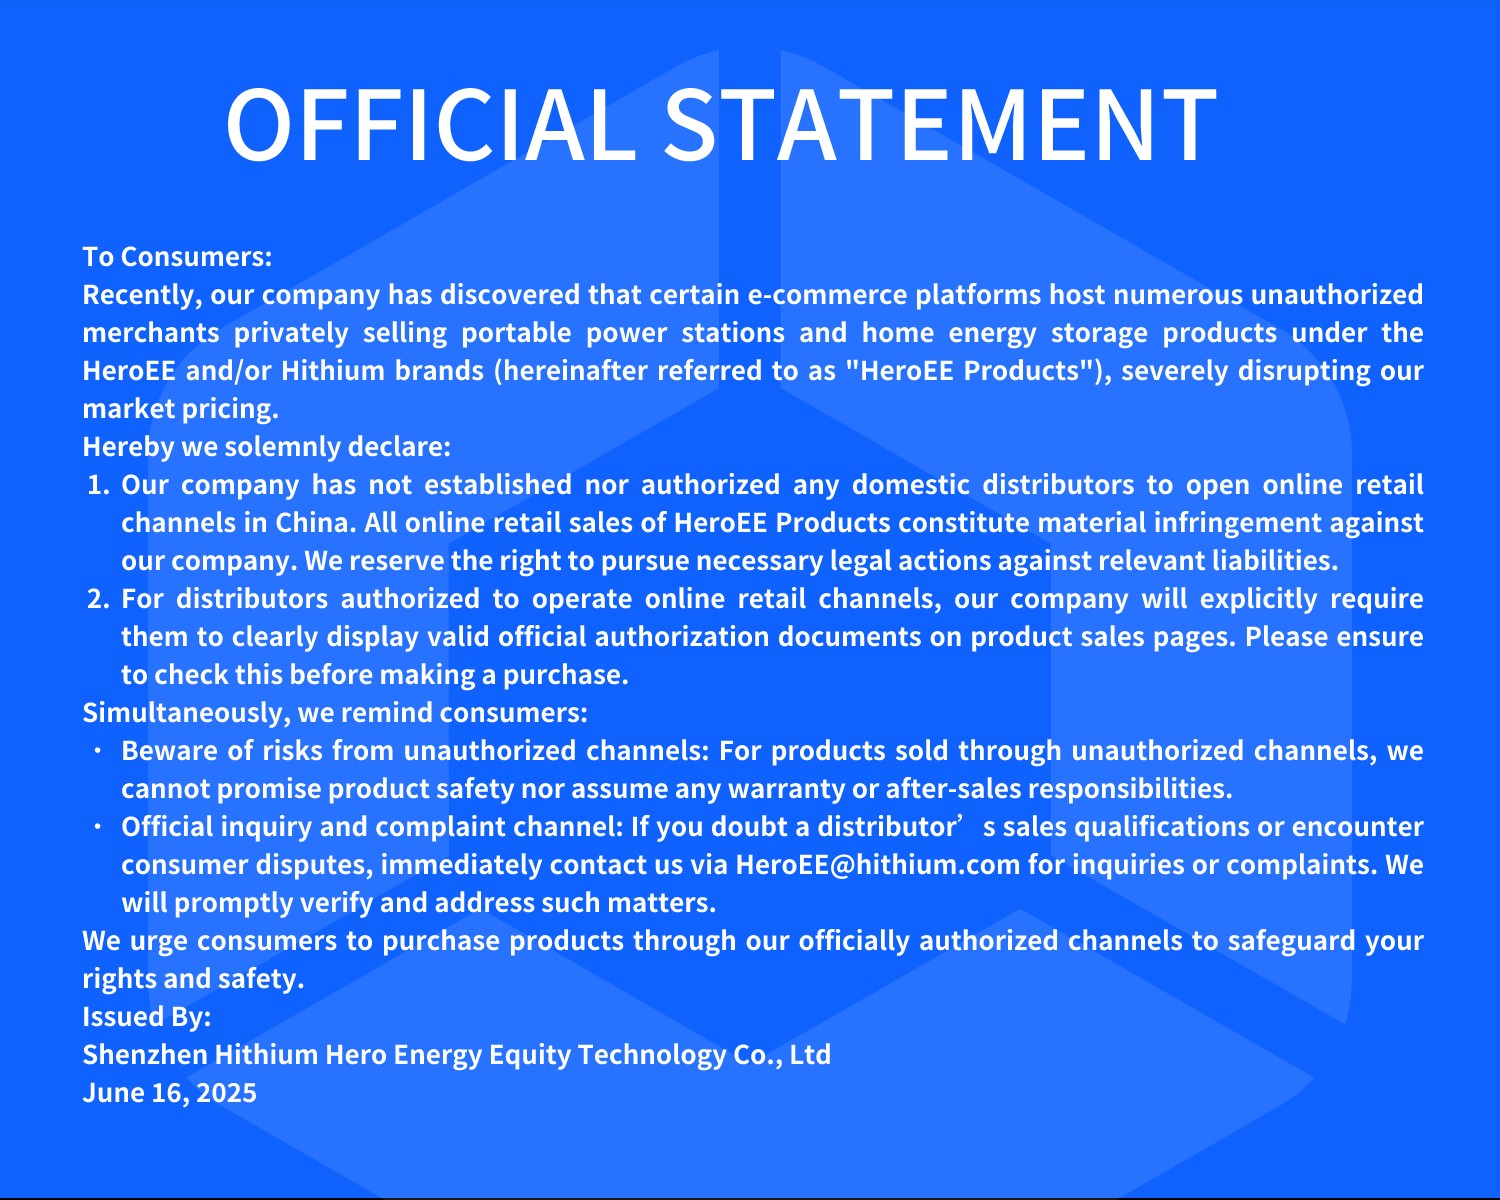 OFFICIAL STATEMENT
To Consumers:
Recently, our company has discovered that certain e-commerce platforms host numerous unauthorized
merchants privately selling portable power stations and home energy storage products under the
HeroEE and/or Hithium brands (hereinafter referred to as "HeroEE Products"), severely disrupting our
market pricing.
Hereby we solemnly declare:
1. Our company has not established nor authorized any domestic distributors to open online retail
channels in China. All online retail sales of HeroEE Products constitute material infringement against
our company. We reserve the right to pursue necessary legal actions against relevant liabilities.
2. For distributors authorized to operate online retail channels, our company will explicitly require
them to clearly display valid official authorization documents on product sales pages. Please ensure
to check this before making a purchase.
Simultaneously, we remind consumers:
· Beware of risks from unauthorized channels: For products sold through unauthorized channels, we
cannot promise product safety nor assume any warranty or after-sales responsibilities.
· Official inquiry and complaint channel: If you doubt a distributor’s sales qualifications or encounter
consumer disputes, immediately contact us via HeroEE@hithium.com for inquiries or complaints. We
will promptly verify and address such matters.
We urge consumers to purchase products through our officially authorized channels to safeguard your
rights and safety.
Issued By:
Shenzhen Hithium Hero Energy Equity Technology Co., Ltd
June 16, 2025